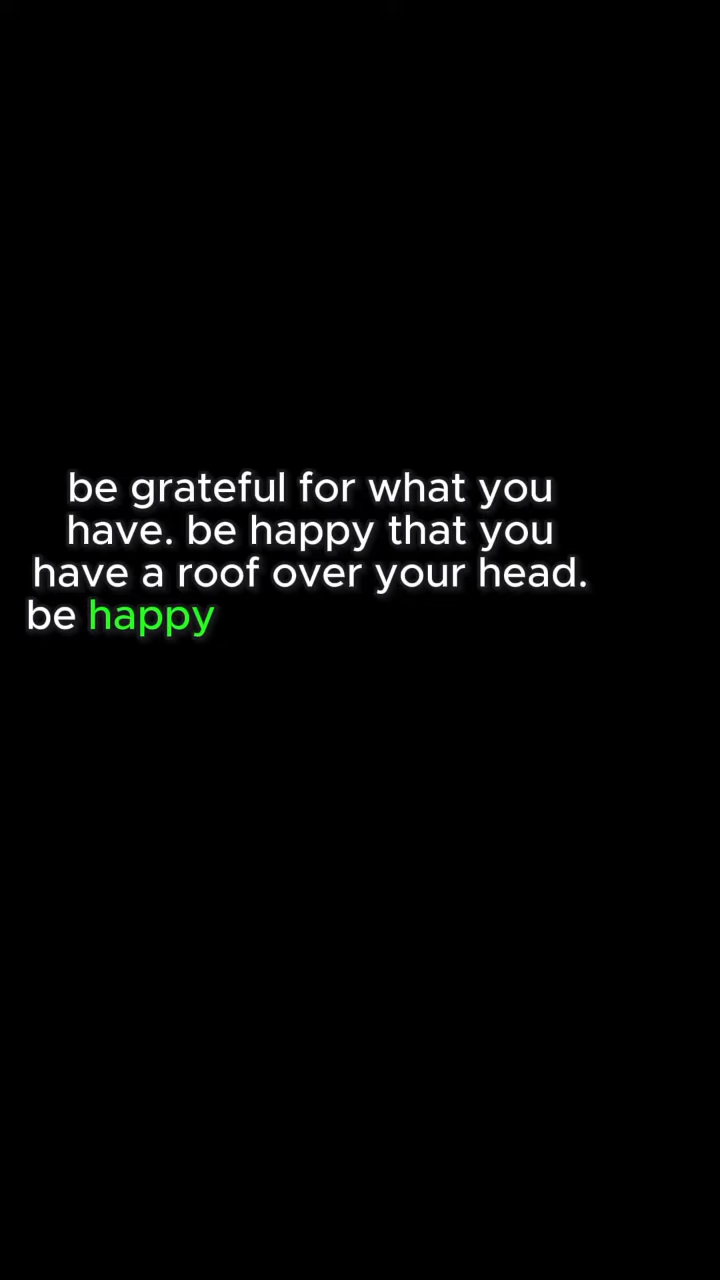 be grateful for what you
have. be happy that you
have a roof over your head.
be happy